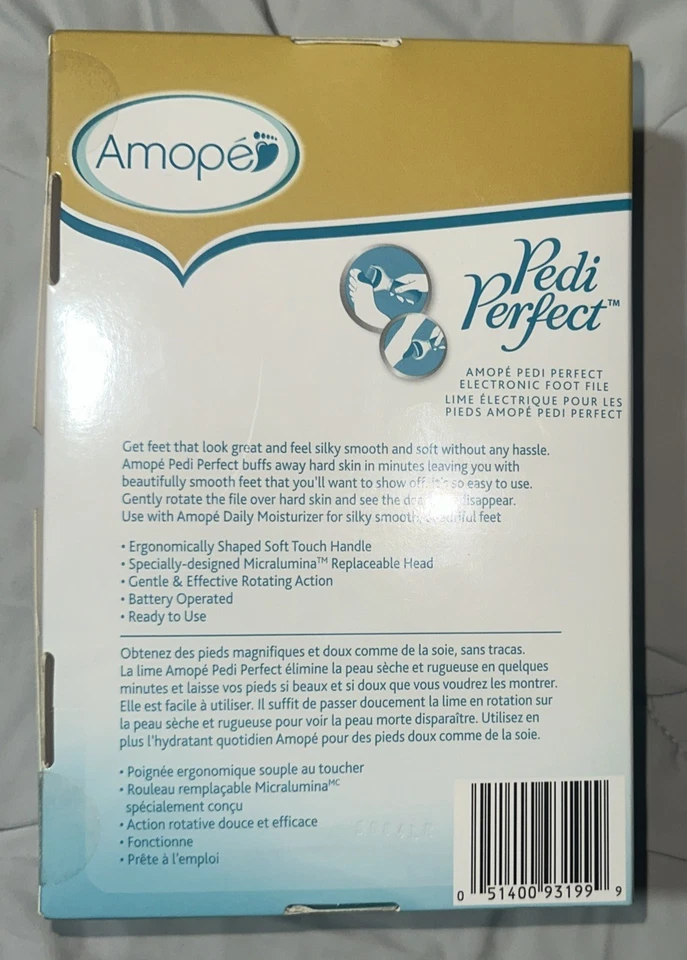 Amopé
Pedi
Perfect™
AMOPÉ PEDI PERFECT
ELECTRONIC FOOT FILE
LIME ÉLECTRIQUE POUR LES
PIEDS AMOPÉ PEDI PERFECT
Get feet that look great and feel silky smooth and soft without any hassle.
Amopé Pedi Perfect buffs away hard skin in minutes leaving you with
beautifully smooth feet that you'll want to show off, it's so easy to use.
Gently rotate the file over hard skin and see the disappear.
Use with Amopé Daily Moisturizer for silky smooth, feet
• Ergonomically Shaped Soft Touch Handle
• Specially-designed Micralumina™ Replaceable Head
• Gentle & Effective Rotating Action
• Battery Operated
• Ready to Use
Obtenez des pieds magnifiques et doux comme de la soie, sans tracas.
La lime Amopé Pedi Perfect élimine la peau sèche et rugueuse en quelques
minutes et laisse vos pieds si beaux et si doux que vous voudrez les montrer.
Elle est facile à utiliser. Il suffit de passer doucement la lime en rotation sur
la peau sèche et rugueuse pour voir la peau morte disparaître. Utilisez en
plus l'hydratant quotidien Amopé pour des pieds doux comme de la soie.
• Poignée ergonomique souple au toucher
• Rouleau remplaçable Micralumina^MC
spécialement conçu
• Action rotative douce et efficace
• Fonctionne
• Prête à l'emploi
0 51400 93199 9